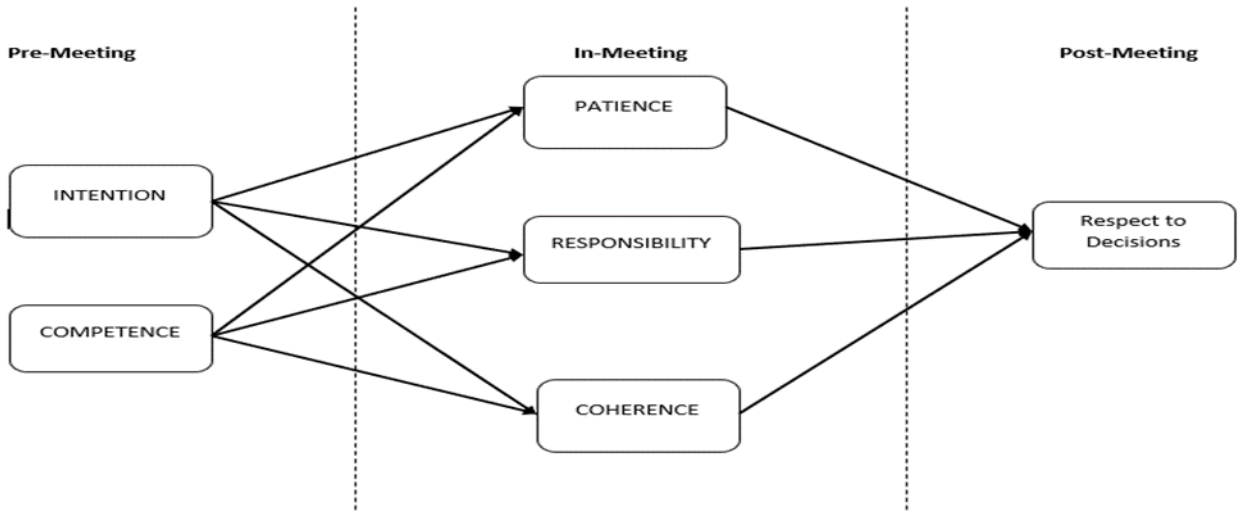 Pre-Meeting
In-Meeting
Post-Meeting
PATIENCE
INTENTION
RESPONSIBILITY
Respect to
Decisions
COMPETENCE
COHERENCE